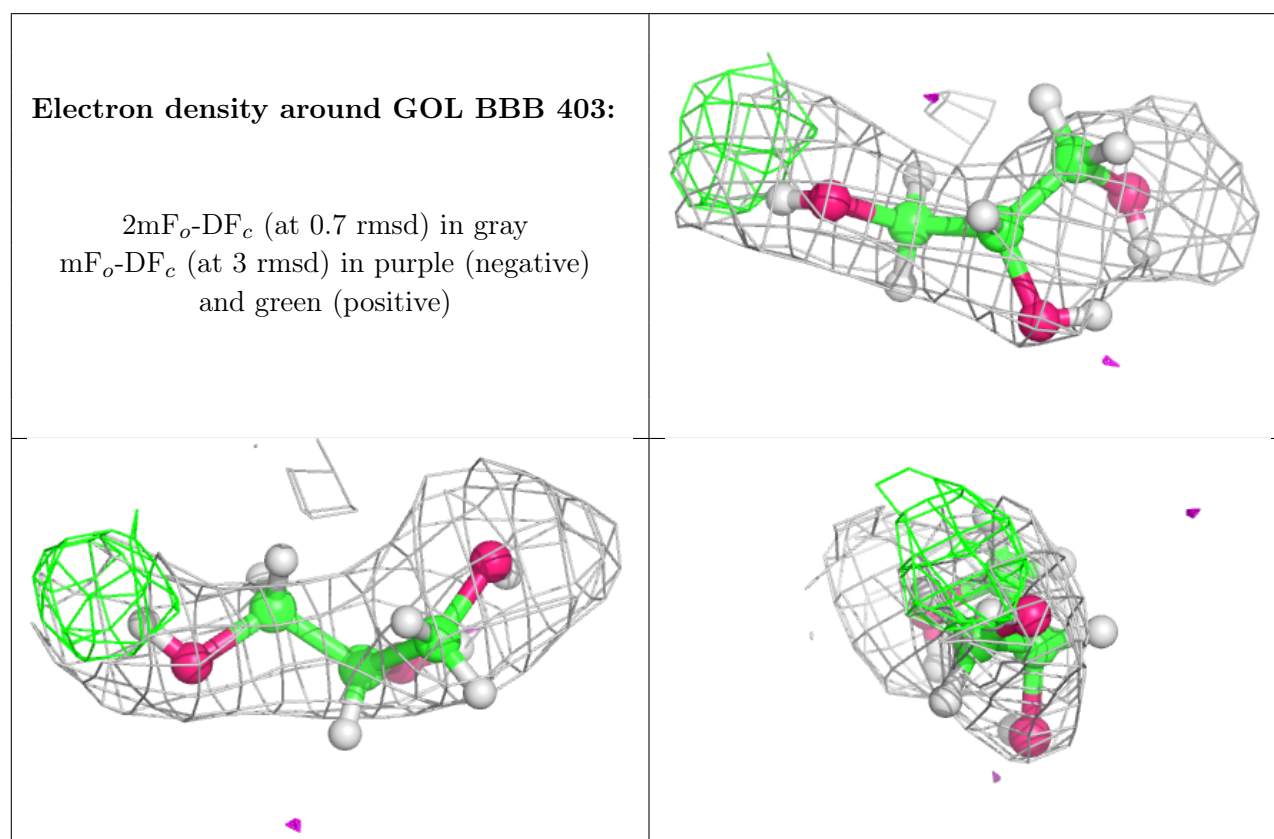 Electron density around GOL BBB 403:
2mFo-DFc (at 0.7 rmsd) in gray
mFo-DFc (at 3 rmsd) in purple (negative)
and green (positive)